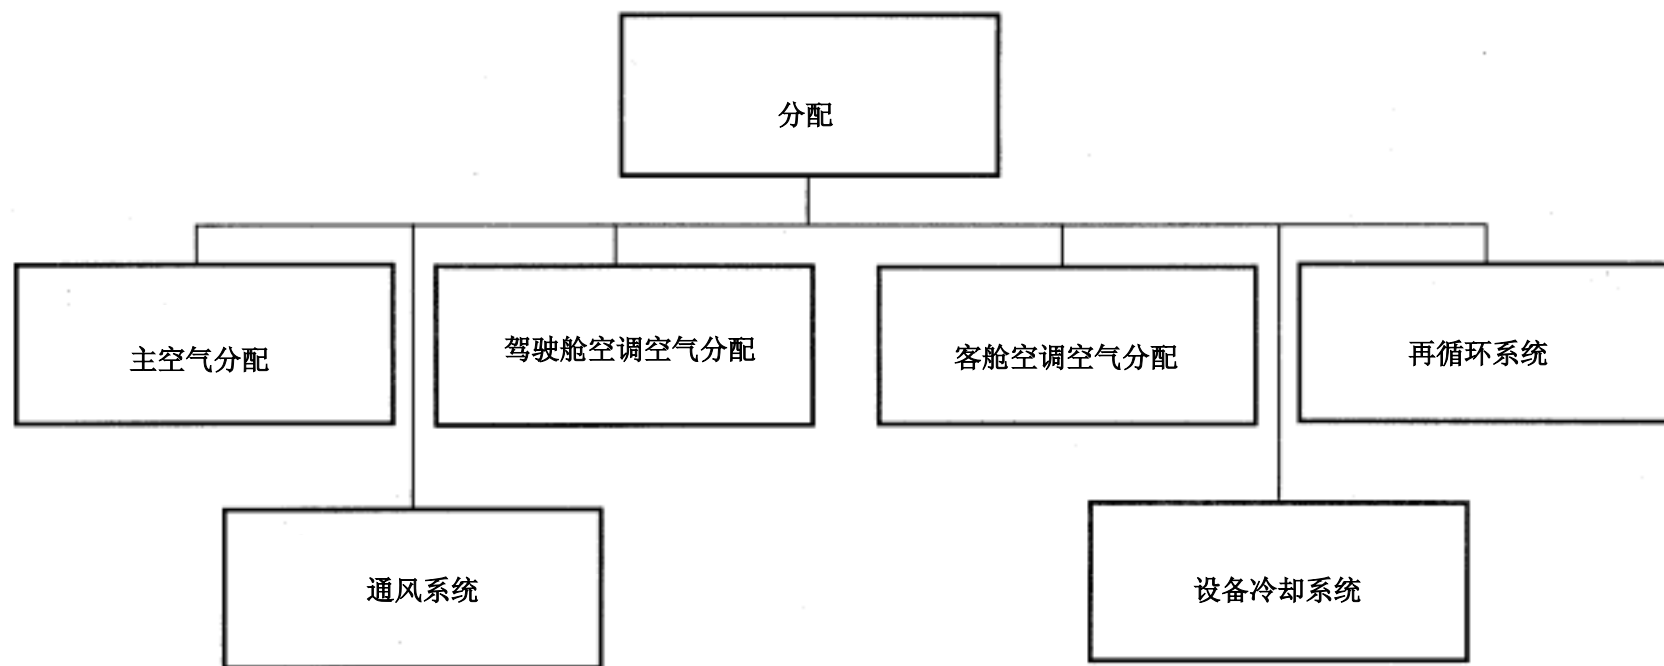 分配
主空气分配
驾驶舱空调空气分配
客舱空调空气分配
再循环系统
通风系统
设备冷却系统